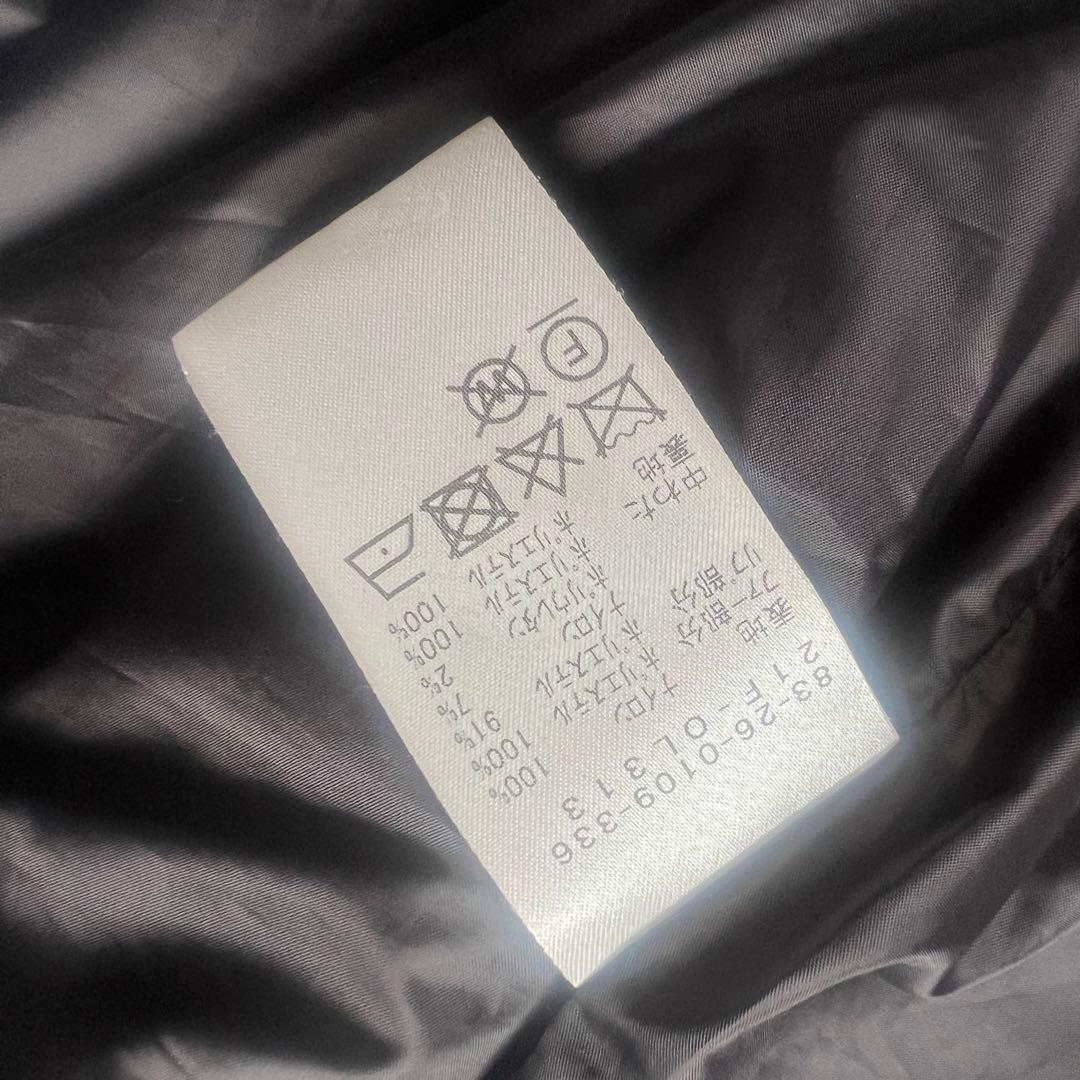 83-26-0109-336
21F-OL313
表地 ナイロン 100%
ファー部分 ポリエステル 100%
リブ部分 ポリエステル 91%
ナイロン 7%
ポリウレタン 2%
中わた ポリエステル 100%
裏地 ポリエステル 100%
F W